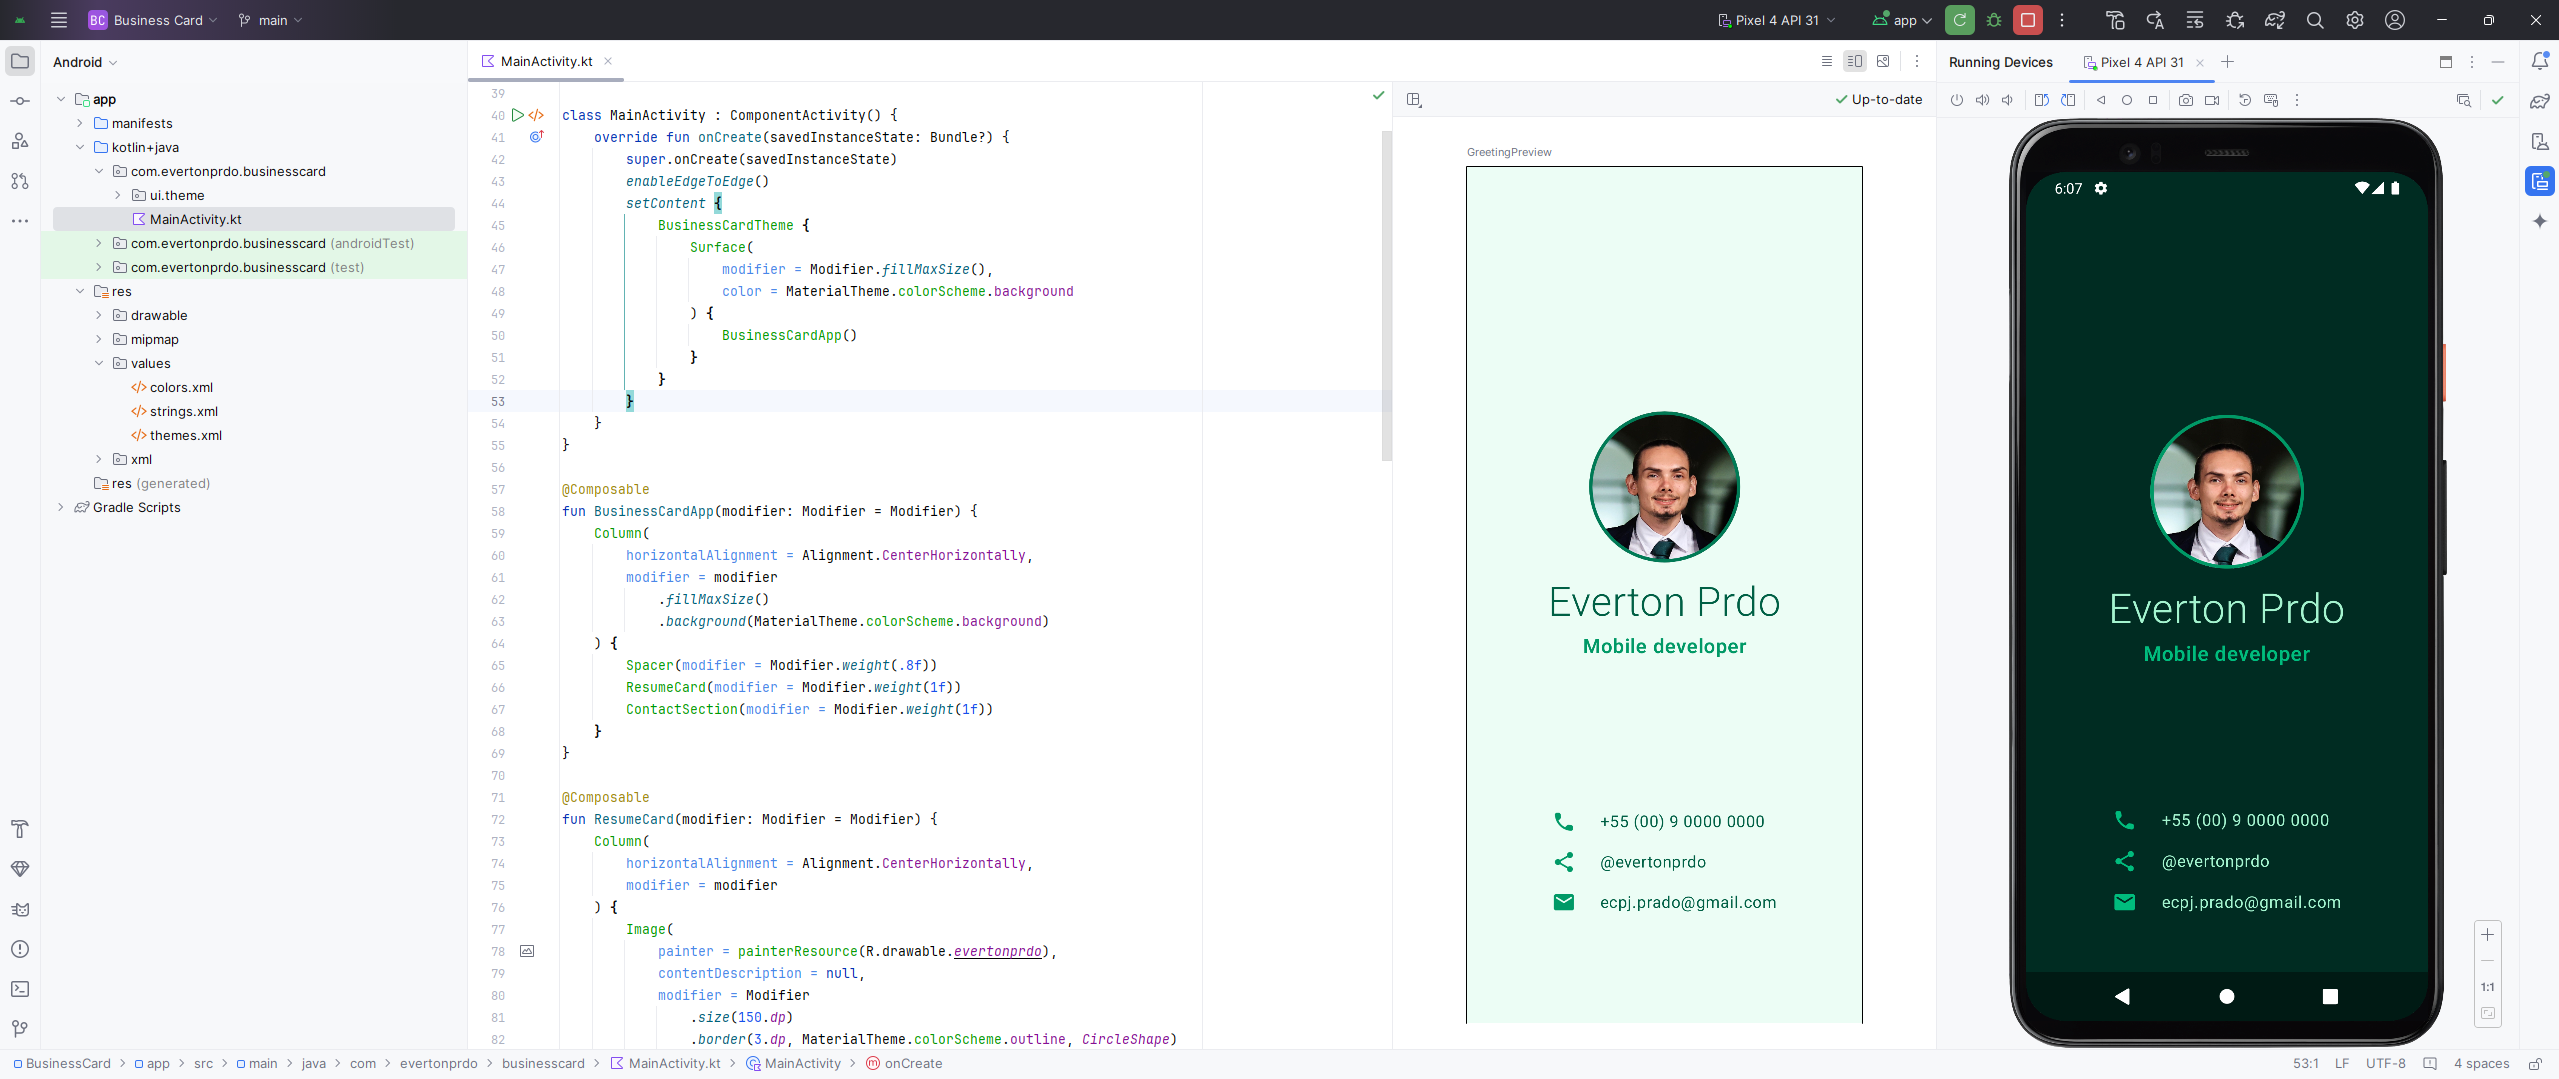 BC Business Card main Pixel 4 API 31 app
Android
app
manifests
kotlin+java
com.evertonprdo.businesscard
ui.theme
MainActivity.kt
com.evertonprdo.businesscard (androidTest)
com.evertonprdo.businesscard (test)
res
drawable
mipmap
values
colors.xml
strings.xml
themes.xml
xml
res (generated)
Gradle Scripts
MainActivity.kt
39
40 class MainActivity : ComponentActivity() {
41 override fun onCreate(savedInstanceState: Bundle?) {
42 super.onCreate(savedInstanceState)
43 enableEdgeToEdge()
44 setContent {
45 BusinessCardTheme {
46 Surface(
47 modifier = Modifier.fillMaxSize(),
48 color = MaterialTheme.colorScheme.background
49 ) {
50 BusinessCardApp()
51 }
52 }
53 }
54 }
55 }
56
57 @Composable
58 fun BusinessCardApp(modifier: Modifier = Modifier) {
59 Column(
60 horizontalAlignment = Alignment.CenterHorizontally,
61 modifier = modifier
62 .fillMaxSize()
63 .background(MaterialTheme.colorScheme.background)
64 ) {
65 Spacer(modifier = Modifier.weight(.8f))
66 ResumeCard(modifier = Modifier.weight(1f))
67 ContactSection(modifier = Modifier.weight(1f))
68 }
69 }
70
71 @Composable
72 fun ResumeCard(modifier: Modifier = Modifier) {
73 Column(
74 horizontalAlignment = Alignment.CenterHorizontally,
75 modifier = modifier
76 ) {
77 Image(
78 painter = painterResource(R.drawable.evertonprdo),
79 contentDescription = null,
80 modifier = Modifier
81 .size(150.dp)
82 .border(3.dp, MaterialTheme.colorScheme.outline, CircleShape)
Up-to-date
GreetingPreview
Everton Prdo
Mobile developer
+55 (00) 9 0000 0000
@evertonprdo
ecpj.prado@gmail.com
Running Devices Pixel 4 API 31
6:07
Everton Prdo
Mobile developer
+55 (00) 9 0000 0000
@evertonprdo
ecpj.prado@gmail.com
1:1
BusinessCard > app > src > main > java > com > evertonprdo > businesscard > MainActivity.kt > MainActivity > onCreate
53:1 LF UTF-8 4 spaces